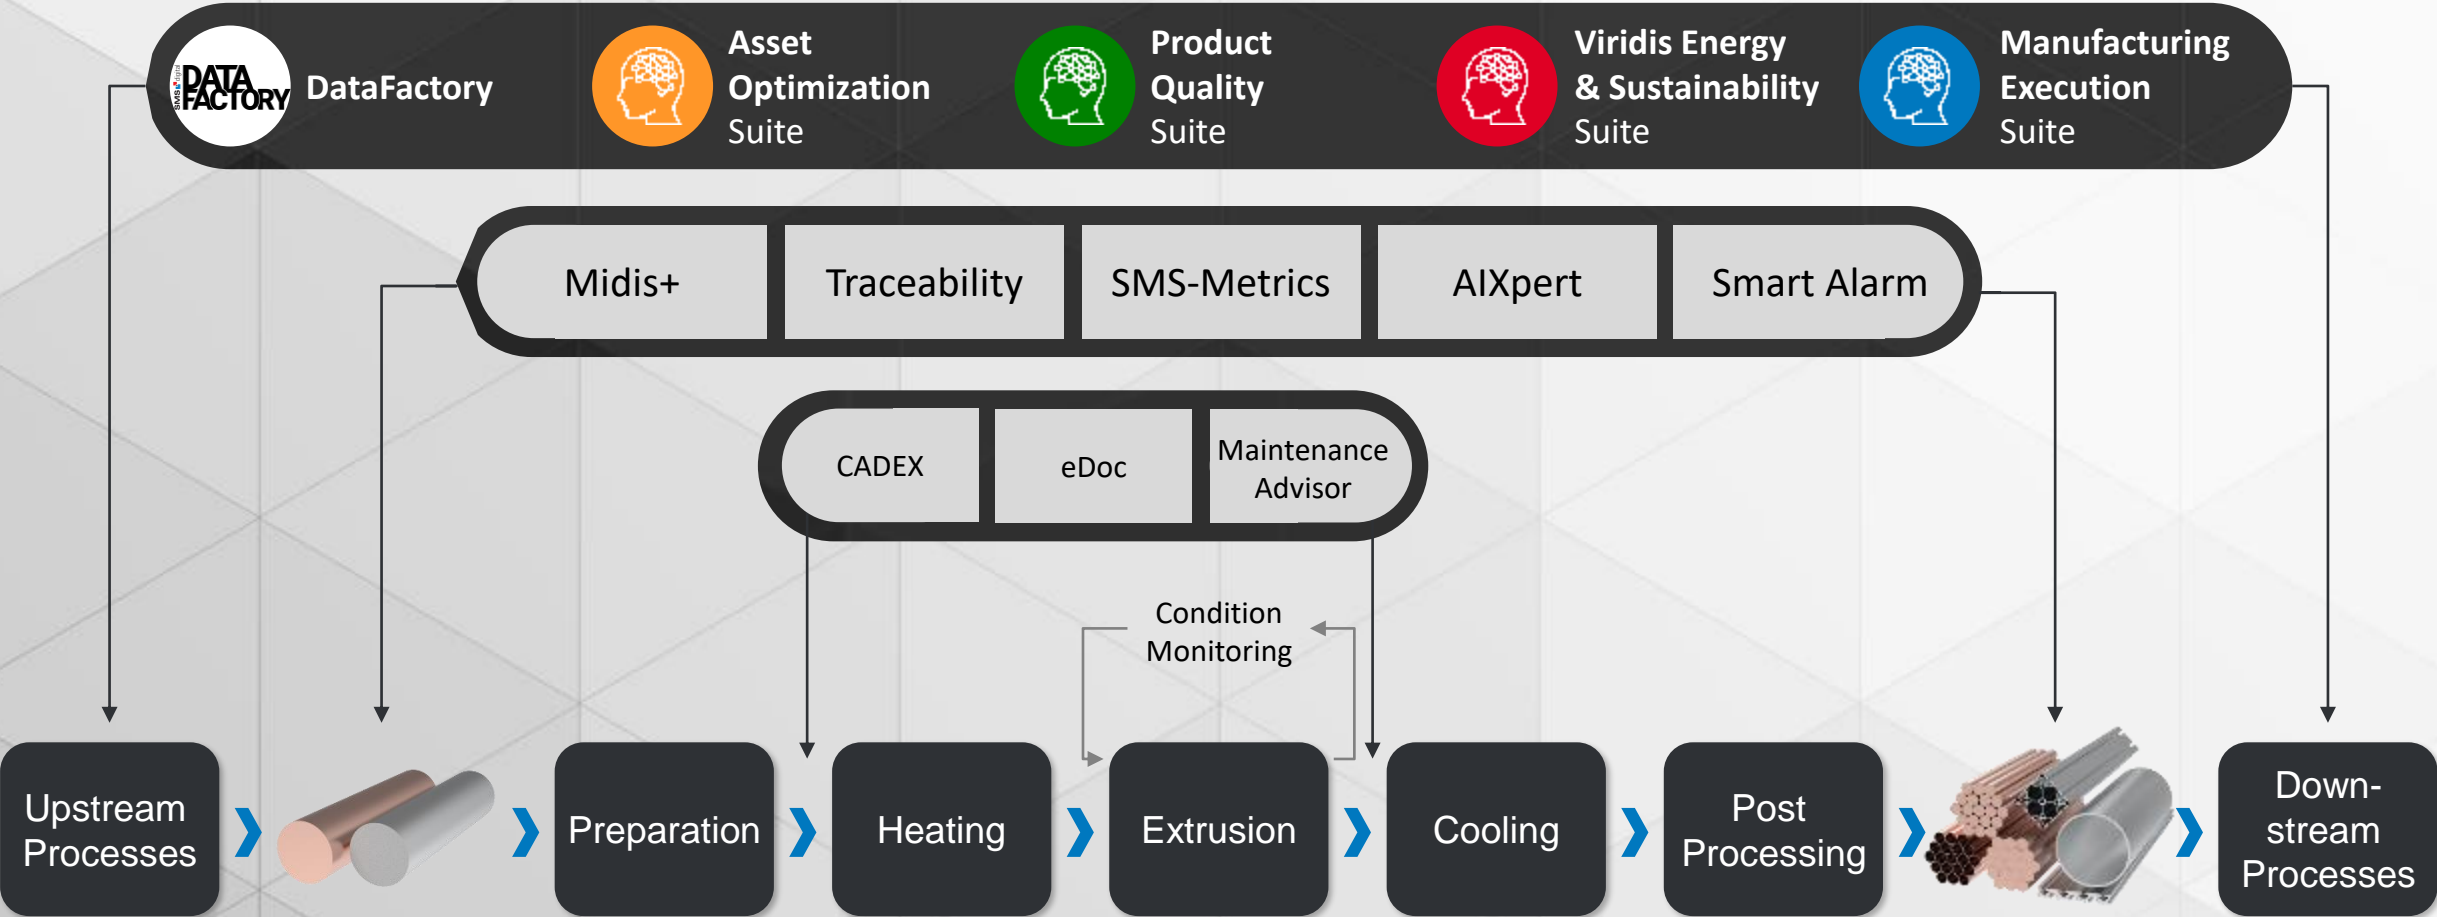 SMS digital
DATA
FACTORY
DataFactory
Asset
Optimization
Suite
Product
Quality
Suite
Viridis Energy
& Sustainability
Suite
Manufacturing
Execution
Suite
Midis+
Traceability
SMS-Metrics
AIXpert
Smart Alarm
CADEX
eDoc
Maintenance
Advisor
Condition
Monitoring
Upstream
Processes
Preparation
Heating
Extrusion
Cooling
Post
Processing
Down-
stream
Processes